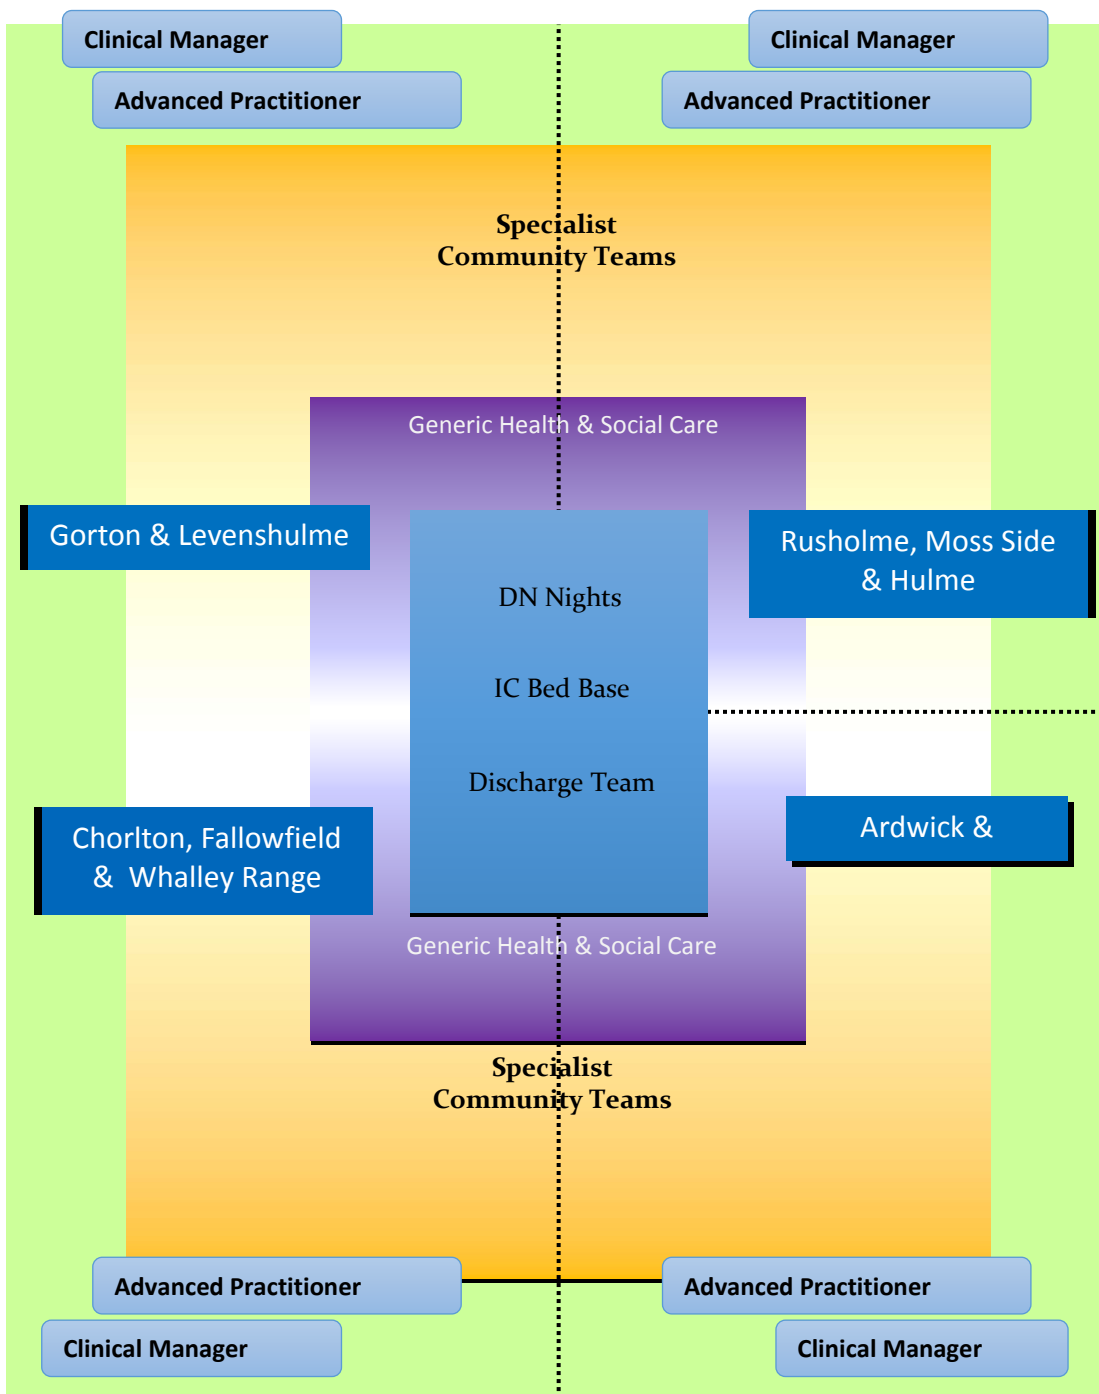 Clinical Manager
Clinical Manager
Advanced Practitioner
Advanced Practitioner
Specialist
Community Teams
Generic Health & Social Care
Gorton & Levenshulme
Rusholme, Moss Side
& Hulme
DN Nights
IC Bed Base
Discharge Team
Chorlton, Fallowfield
& Whalley Range
Ardwick &
Generic Health & Social Care
Specialist
Community Teams
Advanced Practitioner
Advanced Practitioner
Clinical Manager
Clinical Manager